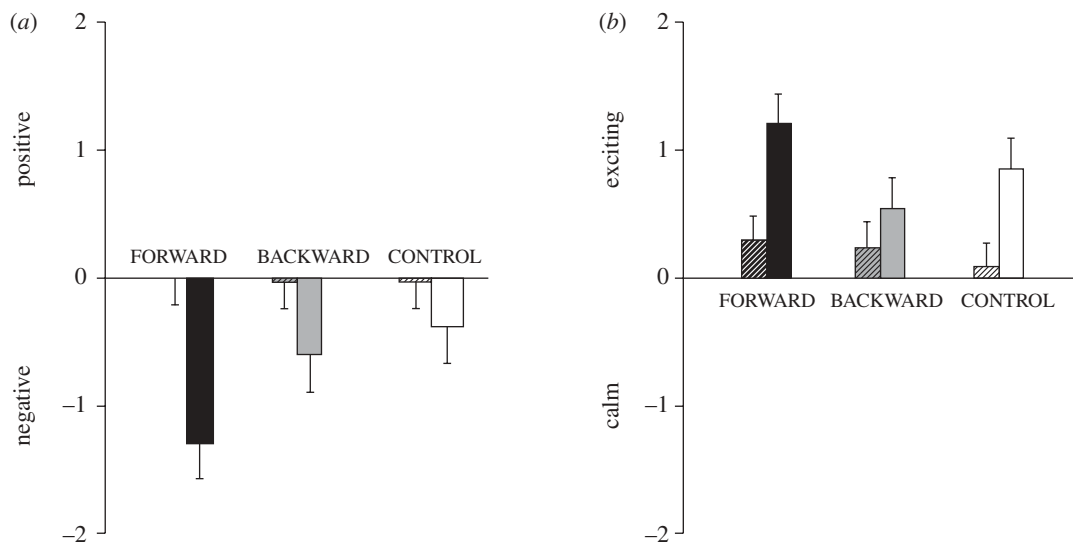 (a)
2
1
0
–1
–2
positive
negative
FORWARD BACKWARD CONTROL
(b)
2
1
0
–1
–2
exciting
calm
FORWARD BACKWARD CONTROL